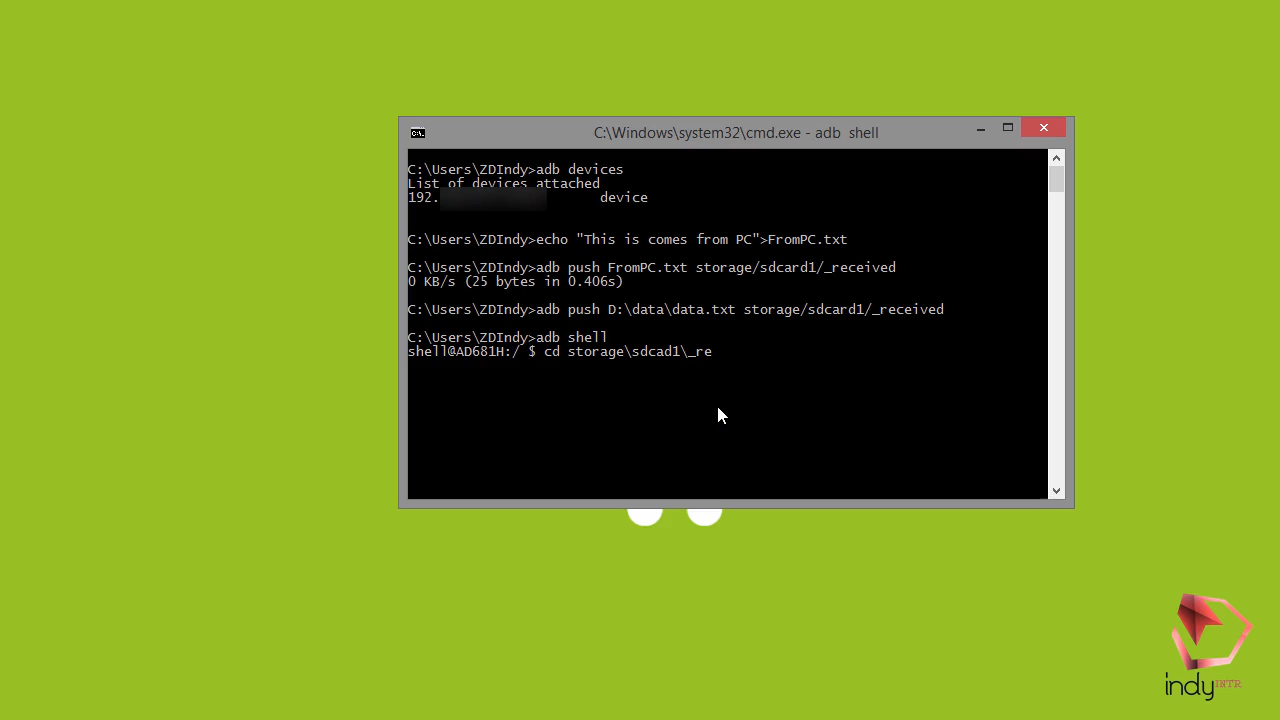 C:\Windows\system32\cmd.exe - adb  shell
C:\Users\ZDIndy>adb devices
List of devices attached
192. device
C:\Users\ZDIndy>echo "This is comes from PC">FromPC.txt
C:\Users\ZDIndy>adb push FromPC.txt storage/sdcard1/_received
0 KB/s (25 bytes in 0.406s)
C:\Users\ZDIndy>adb push D:\data\data.txt storage/sdcard1/_received
C:\Users\ZDIndy>adb shell
shell@AD681H:/ $ cd storage\sdcad1\_re
indy INTR